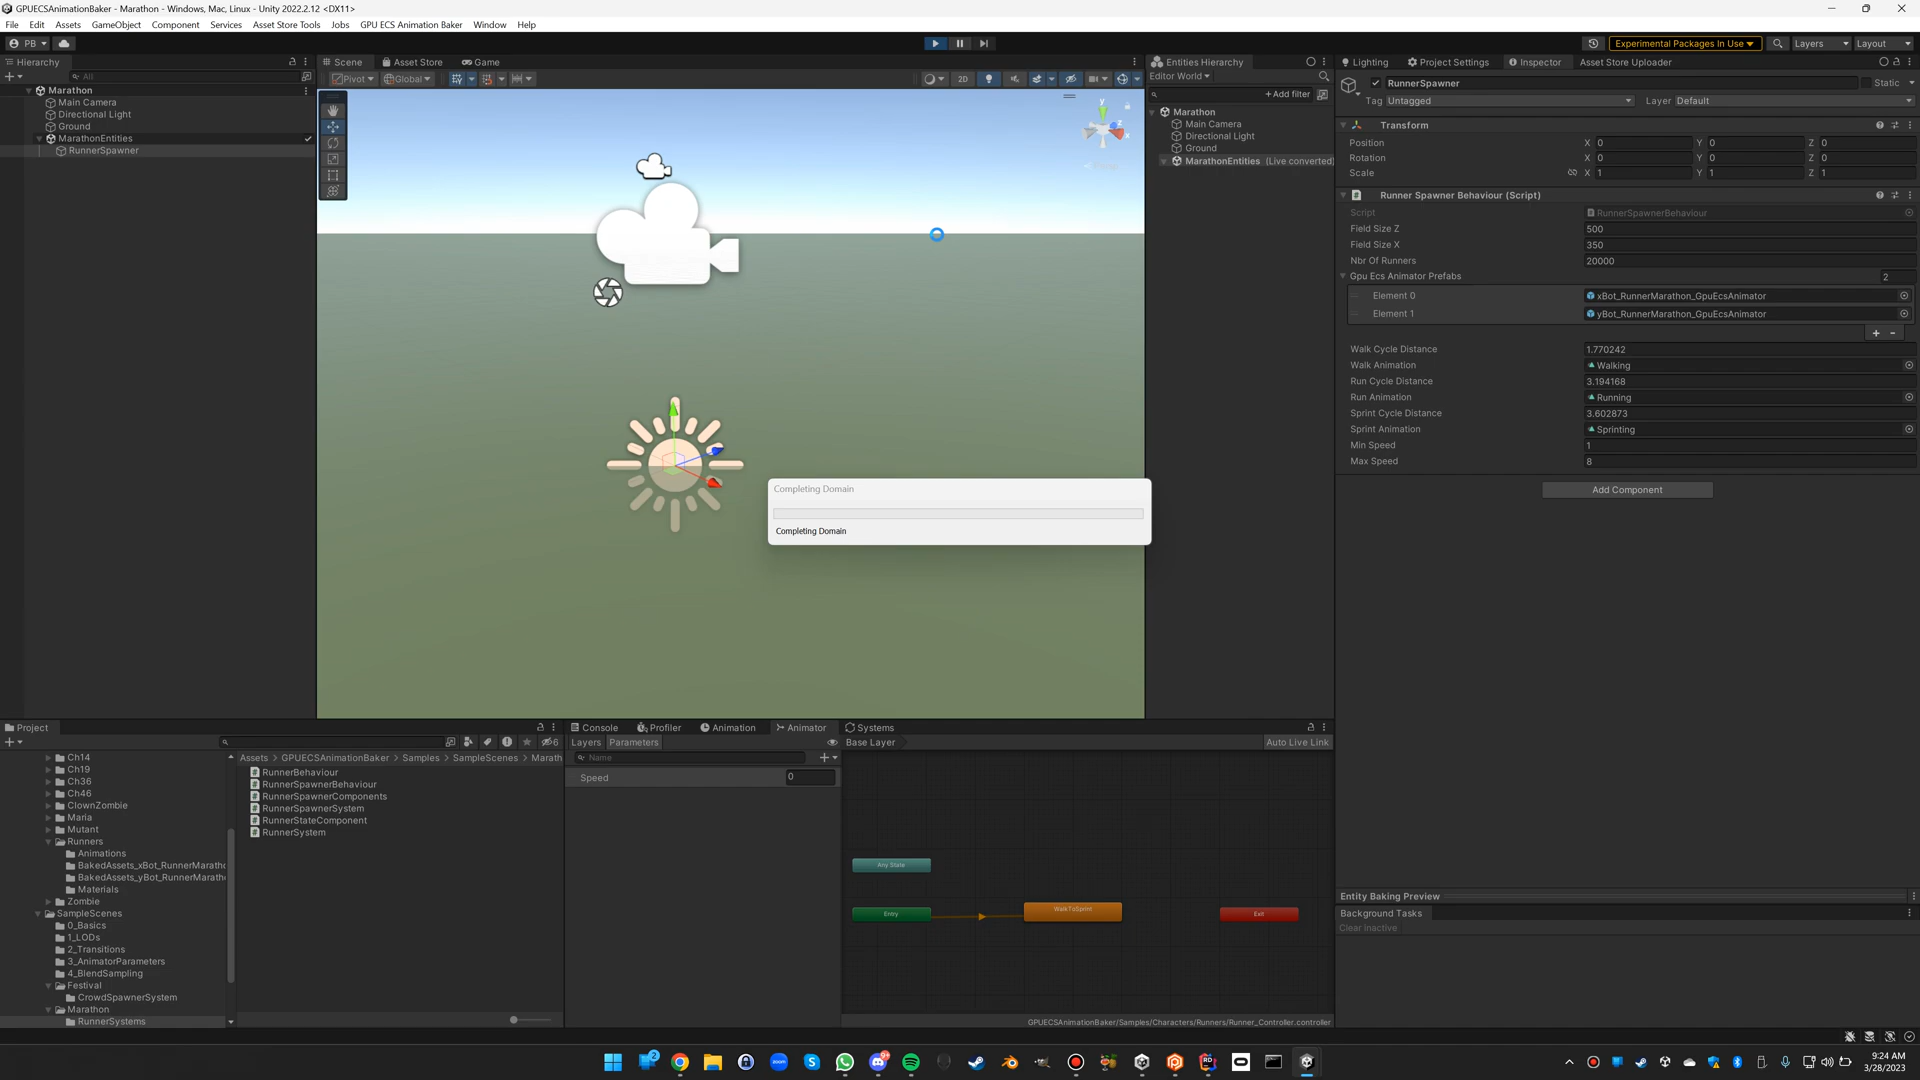 GPUECSAnimationBaker - Marathon - Windows, Mac, Linux - Unity 2022.2.12 <DX11>
File Edit Assets GameObject Component Services Asset Store Tools Jobs GPU ECS Animation Baker Window Help
PB
Experimental Packages In Use
Layers
Layout
Hierarchy
All
Marathon
Main Camera
Directional Light
Ground
MarathonEntities
RunnerSpawner
Scene
Asset Store
Game
Pivot
Global
2D
y
x
z
Completing Domain
Completing Domain
Entities Hierarchy
Editor World
Add filter
Marathon
Main Camera
Directional Light
Ground
MarathonEntities (Live converted)
Lighting
Project Settings
Inspector
Asset Store Uploader
RunnerSpawner
Static
Tag Untagged
Layer Default
Transform
Position X 0 Y 0 Z 0
Rotation X 0 Y 0 Z 0
Scale X 1 Y 1 Z 1
Runner Spawner Behaviour (Script)
Script RunnerSpawnerBehaviour
Field Size Z 500
Field Size X 350
Nbr Of Runners 20000
Gpu Ecs Animator Prefabs 2
Element 0 xBot_RunnerMarathon_GpuEcsAnimator
Element 1 yBot_RunnerMarathon_GpuEcsAnimator
Walk Cycle Distance 1.770242
Walk Animation Walking
Run Cycle Distance 3.194168
Run Animation Running
Sprint Cycle Distance 3.602873
Sprint Animation Sprinting
Min Speed 1
Max Speed 8
Add Component
Entity Baking Preview
Background Tasks
Clear Inactive
Project
6
Ch14
Ch19
Ch36
Ch46
ClownZombie
Maria
Mutant
Runners
Animations
BakedAssets_xBot_RunnerMaratho
BakedAssets_yBot_RunnerMaratho
Materials
Zombie
SampleScenes
0_Basics
1_LODs
2_Transitions
3_AnimatorParameters
4_BlendSampling
Festival
CrowdSpawnerSystem
Marathon
RunnerSystems
Assets > GPUECSAnimationBaker > Samples > SampleScenes > Marath
RunnerBehaviour
RunnerSpawnerBehaviour
RunnerSpawnerComponents
RunnerSpawnerSystem
RunnerStateComponent
RunnerSystem
Console
Profiler
Animation
Animator
Systems
Layers
Parameters
Base Layer
Auto Live Link
Name
Speed 0
Any State
Entry
WalkToSprint
Exit
GPUECSAnimationBaker/Samples/Characters/Runners/Runner_Controller.controller
9:24 AM
3/28/2023